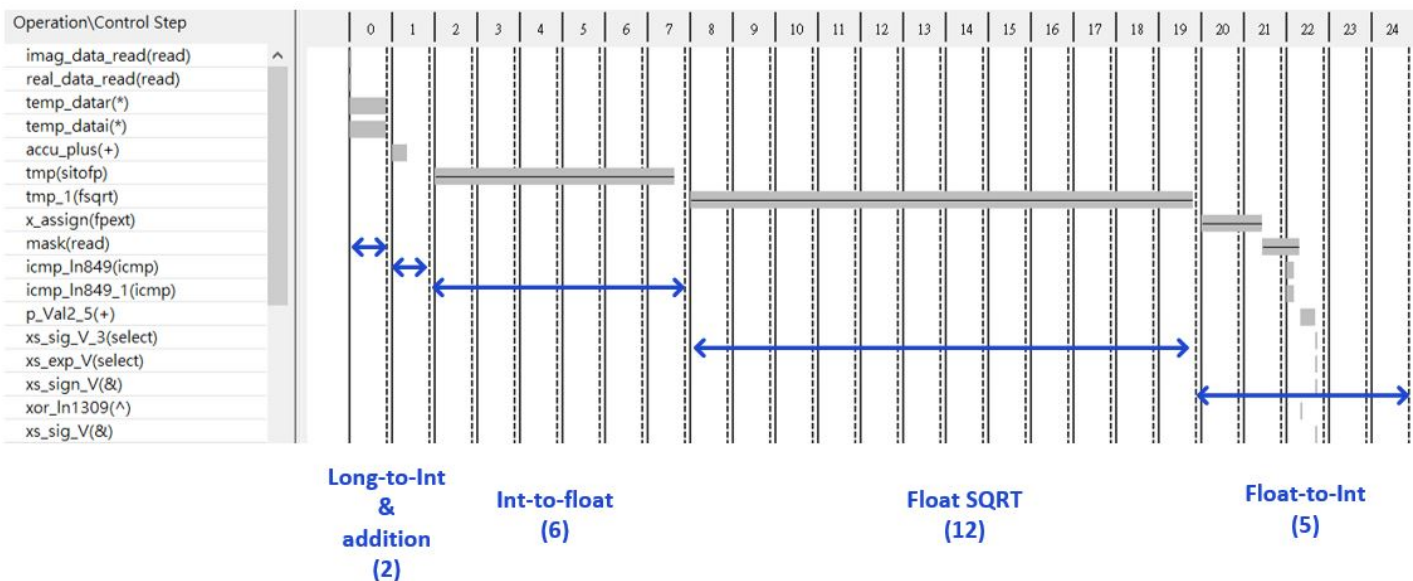 Operation\Control Step
0 1 2 3 4 5 6 7 8 9 10 11 12 13 14 15 16 17 18 19 20 21 22 23 24
imag_data_read(read)
real_data_read(read)
temp_datar(*)
temp_datai(*)
accu_plus(+)
tmp(sitofp)
tmp_1(fsqrt)
x_assign(fpext)
mask(read)
icmp_ln849(icmp)
icmp_ln849_1(icmp)
p_Val2_5(+)
xs_sig_V_3(select)
xs_exp_V(select)
xs_sign_V(&)
xor_ln1309(^)
xs_sig_V(&)
Long-to-Int
&
addition
(2)
Int-to-float
(6)
Float SQRT
(12)
Float-to-Int
(5)